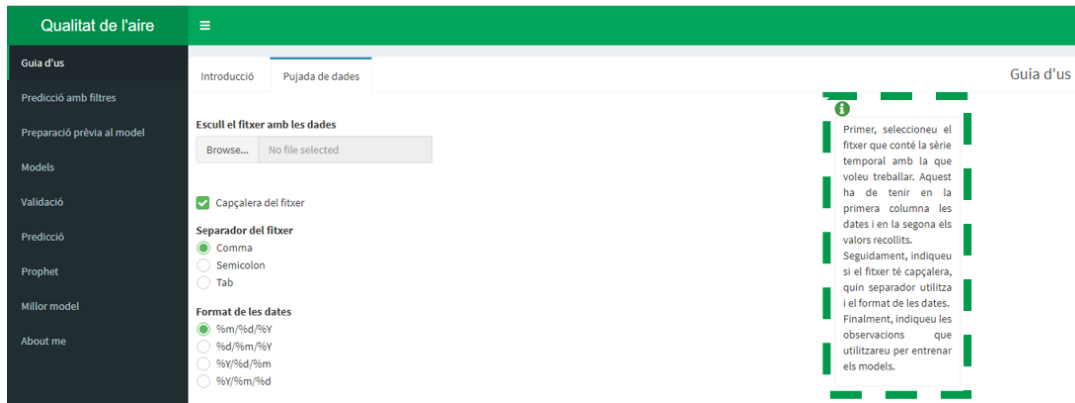 Qualitat de l'aire
Guia d'us
Predicció amb filtres
Preparació prèvia al model
Models
Validació
Predicció
Prophet
Millor model
About me
Introducció
Pujada de dades
Guia d'us
Escull el fitxer amb les dades
Browse... No file selected
Capçalera del fitxer
Separador del fitxer
Comma
Semicolon
Tab
Format de les dates
%m/%d/%Y
%d/%m/%Y
%Y/%d/%m
%Y/%m/%d
Primer, seleccioneu el
fitxer que conté la sèrie
temporal amb la que
voleu treballar. Aquest
ha de tenir en la
primera columna les
dates i en la segona els
valors recollits.
Seguidament, indiqueu
si el fitxer té capçalera,
quin separador utilitza
i el format de les dates.
Finalment, indiqueu les
observacions que
utilitzareu per entrenar
els models.